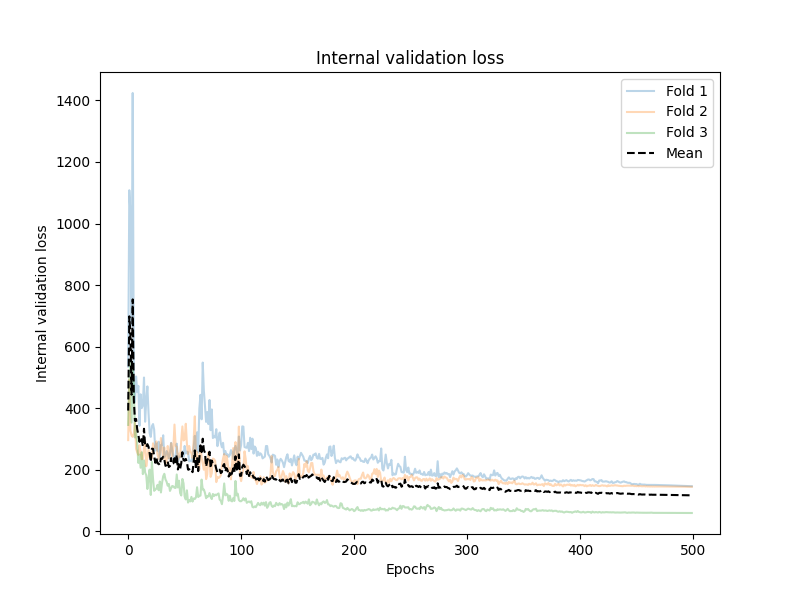 Internal validation loss
Fold 1
Fold 2
Fold 3
Mean
Internal validation loss
1400
1200
1000
800
600
400
200
0
0 100 200 300 400 500
Epochs